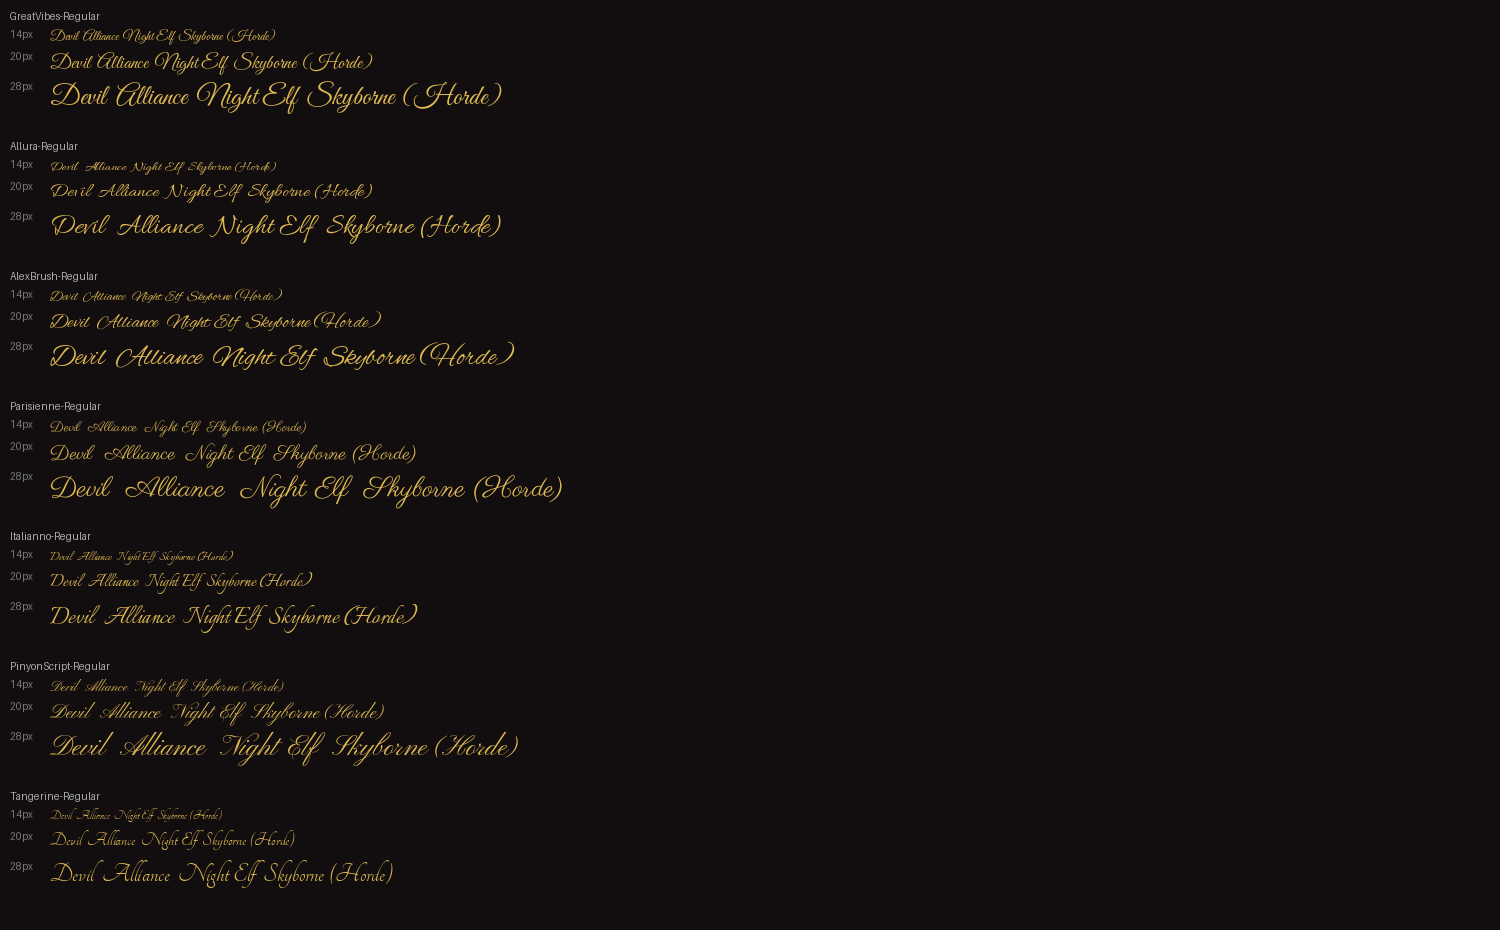 GreatVibes-Regular
14px Devil Alliance Night Elf Skyborne (Horde)
20px Devil Alliance Night Elf Skyborne (Horde)
28px Devil Alliance Night Elf Skyborne (Horde)
Allura-Regular
14px Devil Alliance Night Elf Skyborne (Horde)
20px Devil Alliance Night Elf Skyborne (Horde)
28px Devil Alliance Night Elf Skyborne (Horde)
AlexBrush-Regular
14px Devil Alliance Night Elf Skyborne (Horde)
20px Devil Alliance Night Elf Skyborne (Horde)
28px Devil Alliance Night Elf Skyborne (Horde)
Parisienne-Regular
14px Devil Alliance Night Elf Skyborne (Horde)
20px Devil Alliance Night Elf Skyborne (Horde)
28px Devil Alliance Night Elf Skyborne (Horde)
Italianno-Regular
14px Devil Alliance Night Elf Skyborne (Horde)
20px Devil Alliance Night Elf Skyborne (Horde)
28px Devil Alliance Night Elf Skyborne (Horde)
PinyonScript-Regular
14px Devil Alliance Night Elf Skyborne (Horde)
20px Devil Alliance Night Elf Skyborne (Horde)
28px Devil Alliance Night Elf Skyborne (Horde)
Tangerine-Regular
14px Devil Alliance Night Elf Skyborne (Horde)
20px Devil Alliance Night Elf Skyborne (Horde)
28px Devil Alliance Night Elf Skyborne (Horde)